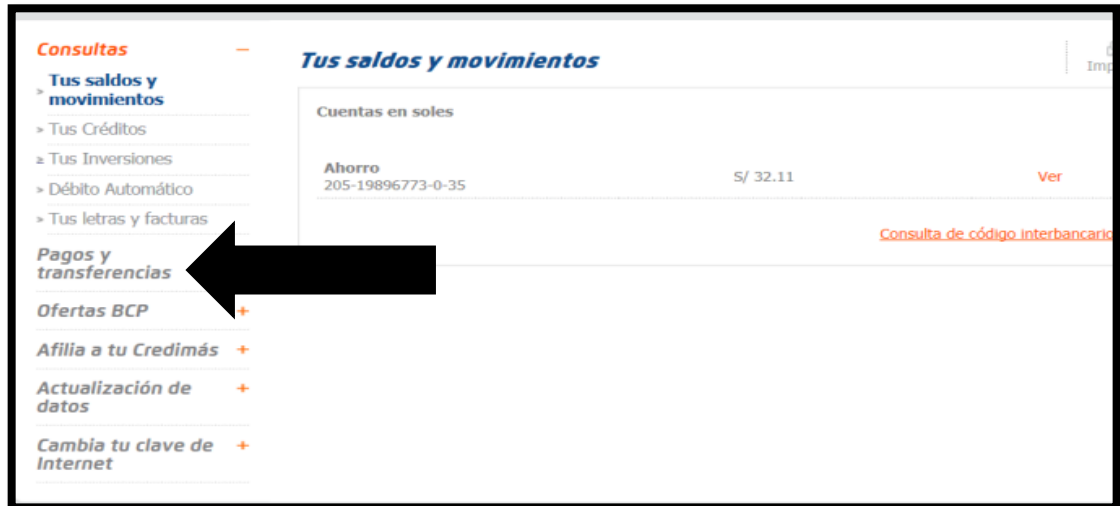 Consultas
Tus saldos y
movimientos
Tus Créditos
Tus Inversiones
Débito Automático
Tus letras y facturas
Pagos y
transferencias
Ofertas BCP
Afilia a tu Credimás
Actualización de
datos
Cambia tu clave de
Internet
Tus saldos y movimientos
Imp
Cuentas en soles
Ahorro
205-19896773-0-35
S/ 32.11
Ver
Consulta de código interbancario